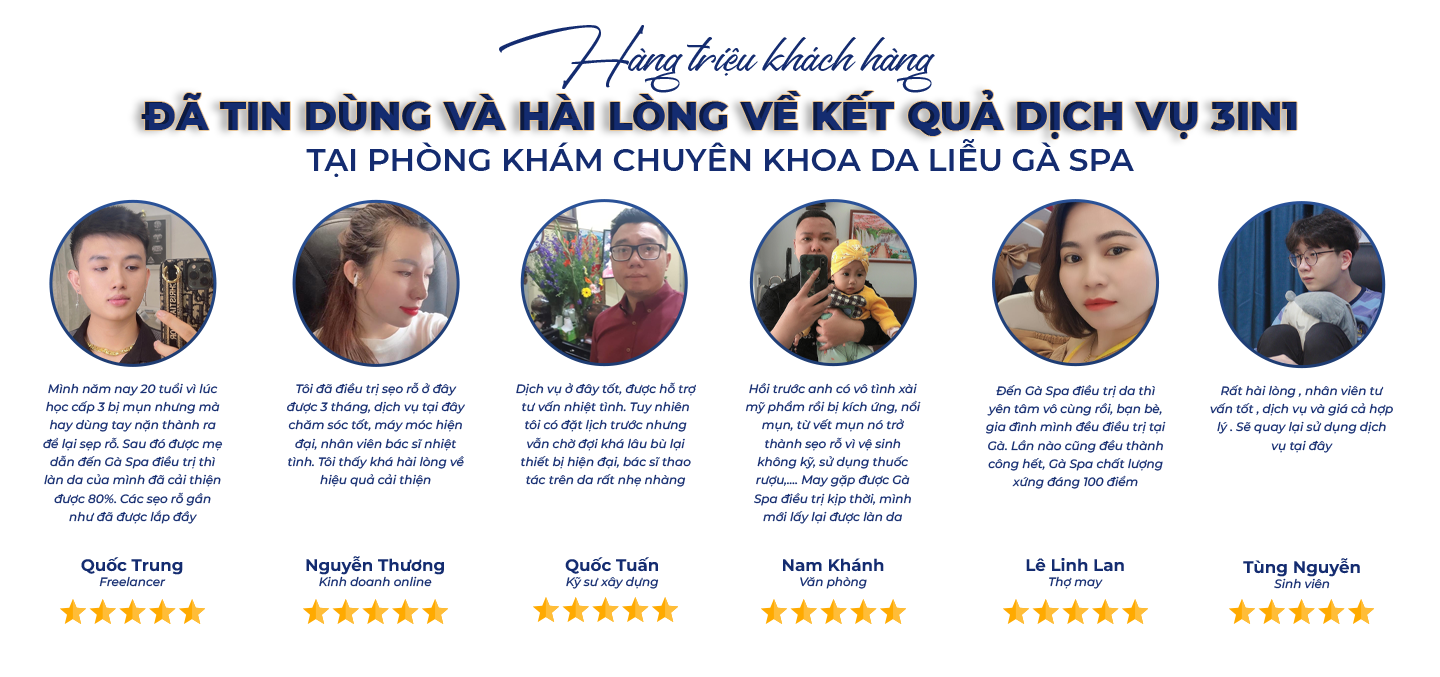 Hàng triệu khách hàng
ĐÃ TIN DÙNG VÀ HÀI LÒNG VỀ KẾT QUẢ DỊCH VỤ 3IN1
TẠI PHÒNG KHÁM CHUYÊN KHOA DA LIỄU GÀ SPA
Mình năm nay 20 tuổi vì lúc
học cấp 3 bị mụn nhưng mà
hay dùng tay nặn thành ra
để lại sẹp rỗ. Sau đó được mẹ
dẫn đến Gà Spa điều trị thì
làn da của mình đã cải thiện
được 80%. Các sẹo rỗ gần
như đã được lắp đầy
Quốc Trung
Freelancer
Tôi đã điều trị sẹo rỗ ở đây
được 3 tháng, dịch vụ tại đây
chăm sóc tốt, máy móc hiện
đại, nhân viên bác sĩ nhiệt
tình. Tôi thấy khá hài lòng về
hiệu quả cải thiện
Nguyễn Thương
Kinh doanh online
Dịch vụ ở đây tốt, được hỗ trợ
tư vấn nhiệt tình. Tuy nhiên
tôi có đặt lịch trước nhưng
vẫn chờ đợi khá lâu bù lại
thiết bị hiện đại, bác sĩ thao
tác trên da rất nhẹ nhàng
Quốc Tuấn
Kỹ sư xây dựng
Hồi trước anh có vô tình xài
mỹ phẩm rồi bị kích ứng, nổi
mụn, từ vết mụn nó trở
thành sẹo rỗ vì vệ sinh
không kỹ, sử dụng thuốc
rượu,.... May gặp được Gà
Spa điều trị kịp thời, mình
mới lấy lại được làn da
Nam Khánh
Văn phòng
Đến Gà Spa điều trị da thì
yên tâm vô cùng rồi, bạn bè,
gia đình mình đều điều trị tại
Gà. Lần nào cũng đều thành
công hết, Gà Spa chất lượng
xứng đáng 100 điểm
Lê Linh Lan
Thợ may
Rất hài lòng , nhân viên tư
vấn tốt , dịch vụ và giá cả hợp
lý . Sẽ quay lại sử dụng dịch
vụ tại đây
Tùng Nguyễn
Sinh viên